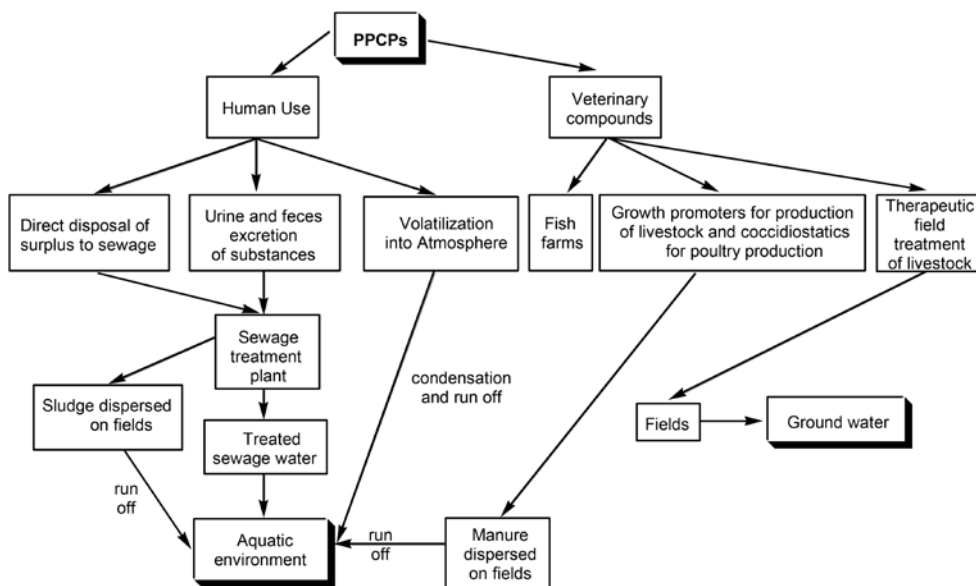 PPCPs
Human Use
Veterinary
compounds
Direct disposal of
surplus to sewage
Urine and feces
excretion
of substances
Volatilization
into Atmosphere
Fish
farms
Growth promoters for production
of livestock and coccidiostatics
for poultry production
Therapeutic
field
treatment
of livestock
Sewage
treatment
plant
condensation
and run off
Sludge dispersed
on fields
Fields
Ground water
Treated
sewage water
run
off
Aquatic
environment
run
off
Manure
dispersed
on fields